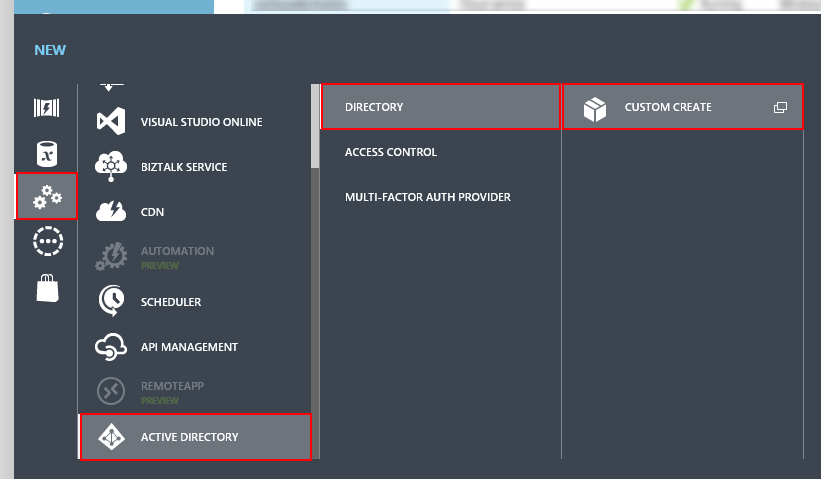 NEW
VISUAL STUDIO ONLINE
BIZTALK SERVICE
CDN
AUTOMATION
PREVIEW
SCHEDULER
API MANAGEMENT
REMOTEAPP
PREVIEW
ACTIVE DIRECTORY
DIRECTORY
ACCESS CONTROL
MULTI-FACTOR AUTH PROVIDER
CUSTOM CREATE